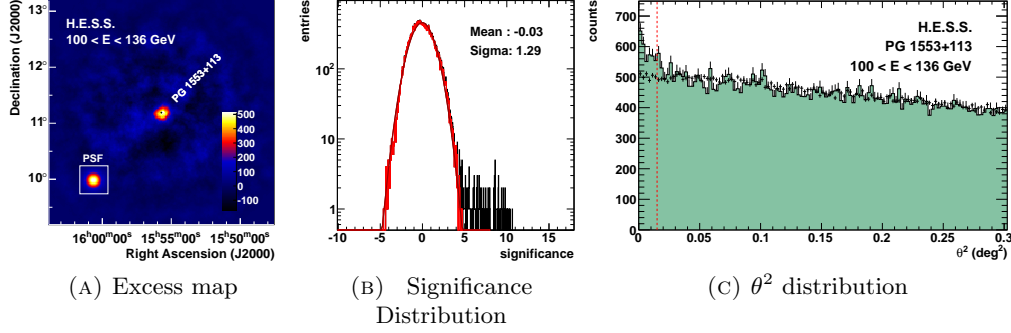 Declination (J2000)
13°
12°
11°
10°
H.E.S.S.
100 < E < 136 GeV
PG 1553+113
PSF
500
400
300
200
100
0
-100
16h00m00s 15h55m00s 15h50m00s
Right Ascension (J2000)
(A) Excess map
entries
10²
10
1
Mean : -0.03
Sigma: 1.29
-10 -5 0 5 10 15
significance
(B) Significance
Distribution
counts
700
600
500
400
300
200
100
0
H.E.S.S.
PG 1553+113
100 < E < 136 GeV
0 0.05 0.1 0.15 0.2 0.25 0.3
θ² (deg²)
(C) θ² distribution